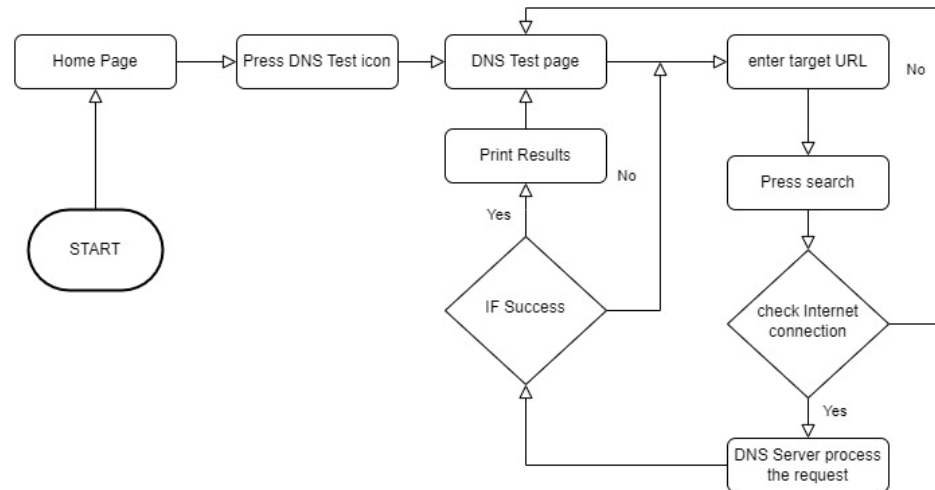 Home Page
Press DNS Test icon
DNS Test page
enter target URL
No
Print Results
No
Press search
Yes
START
IF Success
check Internet
connection
Yes
DNS Server process
the request